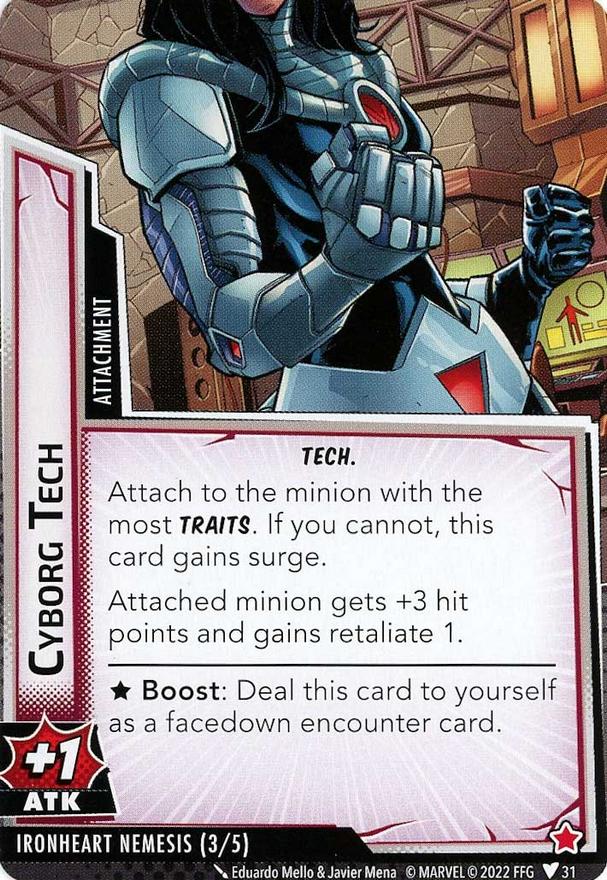 ATTACHMENT
CYBORG TECH
TECH.
Attach to the minion with the
most TRAITS. If you cannot, this
card gains surge.
Attached minion gets +3 hit
points and gains retaliate 1.
★ Boost: Deal this card to yourself
as a facedown encounter card.
+1
ATK
IRONHEART NEMESIS (3/5)
Eduardo Mello & Javier Mena © MARVEL © 2022 FFG 31